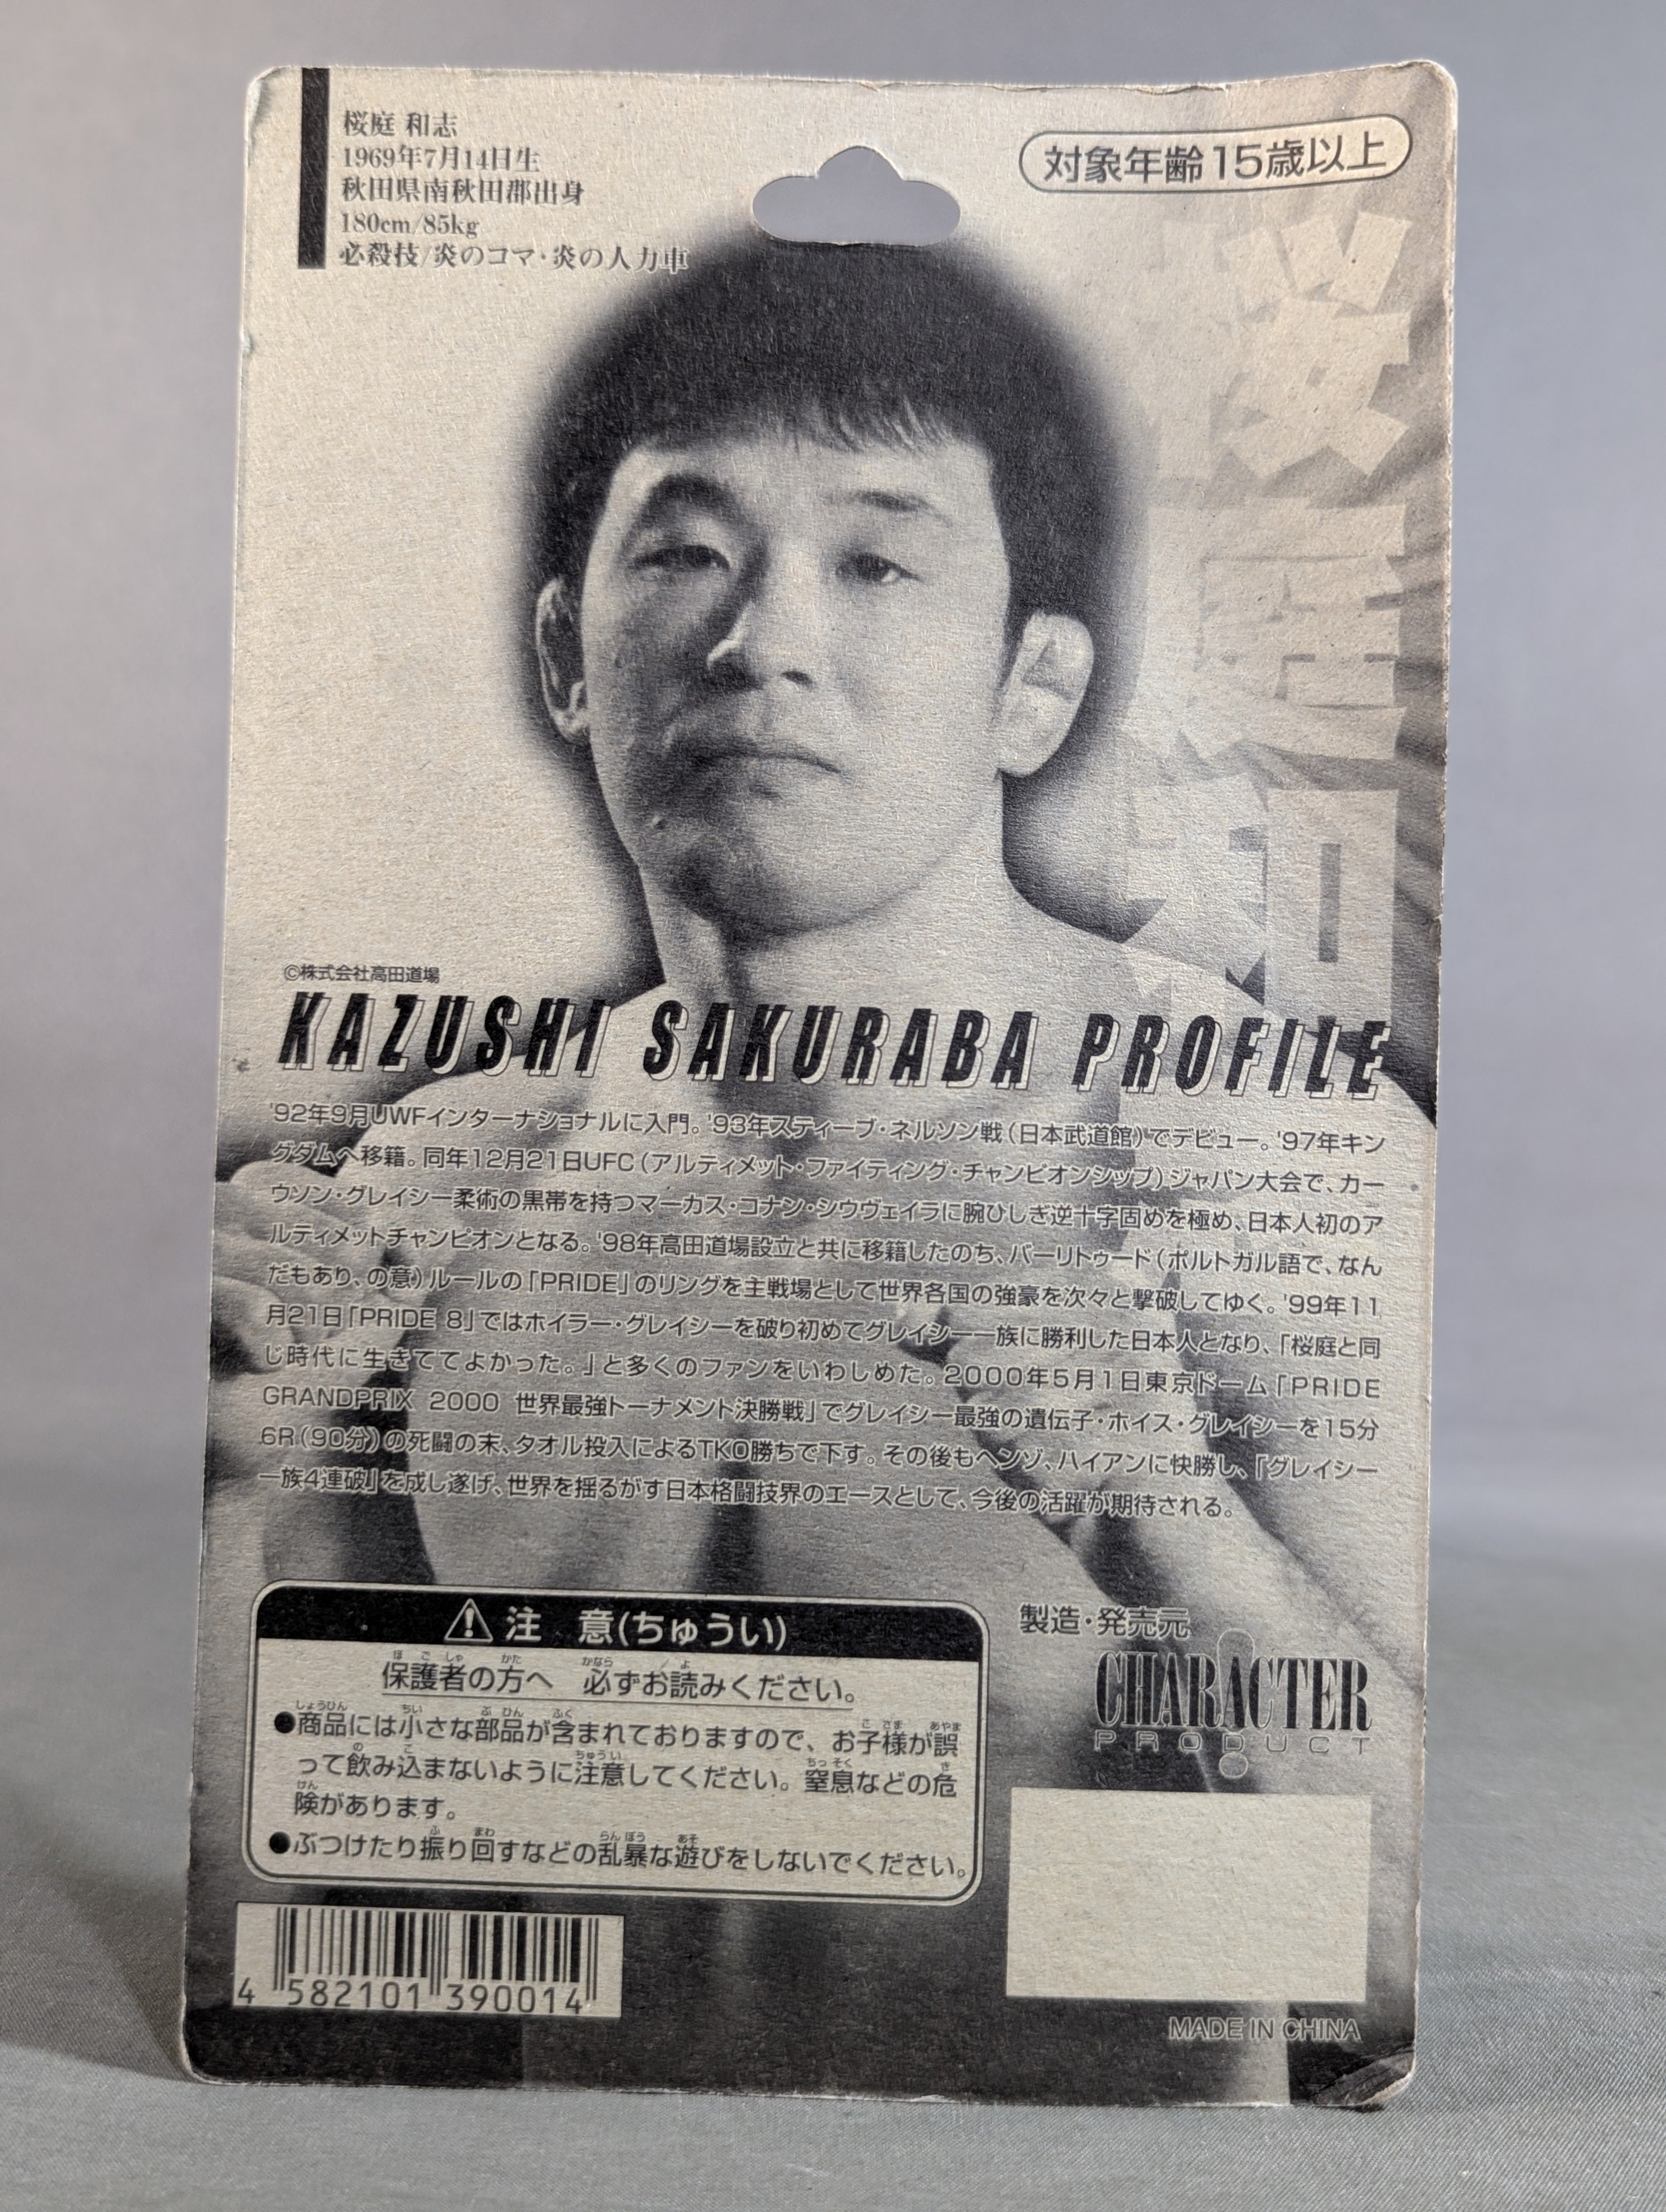 桜庭 和志
1969年7月14日生
秋田県南秋田郡出身
180cm/85kg
必殺技/炎のコマ・炎の人力車
対象年齢15歳以上
桜庭和
©株式会社高田道場
KAZUSHI SAKURABA PROFILE
'92年9月UWFインターナショナルに入門。'93年スティーブ・ネルソン戦(日本武道館)でデビュー。'97年キン
グダムへ移籍。同年12月21日UFC(アルティメット・ファイティング・チャンピオンシップ)ジャパン大会で、カー
ウソン・グレイシー柔術の黒帯を持つマーカス・コナン・シウヴェイラに腕ひしぎ逆十字固めを極め、日本人初のア
ルティメットチャンピオンとなる。'98年高田道場設立と共に移籍したのち、バーリトゥード(ポルトガル語で、なん
だもあり、の意)ルールの「PRIDE」のリングを主戦場として世界各国の強豪を次々と撃破してゆく。'99年11
月21日「PRIDE 8」ではホイラー・グレイシーを破り初めてグレイシー一族に勝利した日本人となり、「桜庭と同
じ時代に生きててよかった。」と多くのファンをいわしめた。2000年5月1日東京ドーム「PRIDE
GRANDPRIX 2000 世界最強トーナメント決勝戦」でグレイシー最強の遺伝子・ホイス・グレイシーを15分
6R(90分)の死闘の末、タオル投入によるTKO勝ちで下す。その後もヘンゾ、ハイアンに快勝し、「グレイシー
一族4連破」を成し遂げ、世界を揺るがす日本格闘技界のエースとして、今後の活躍が期待される。
注 意(ちゅうい)
保護者の方へ 必ずお読みください。
●商品には小さな部品が含まれておりますので、お子様が誤
って飲み込まないように注意してください。窒息などの危
険があります。
●ぶつけたり振り回すなどの乱暴な遊びをしないでください。
製造・発売元
CHARACTER
PRODUCT
4 582101 390014
MADE IN CHINA